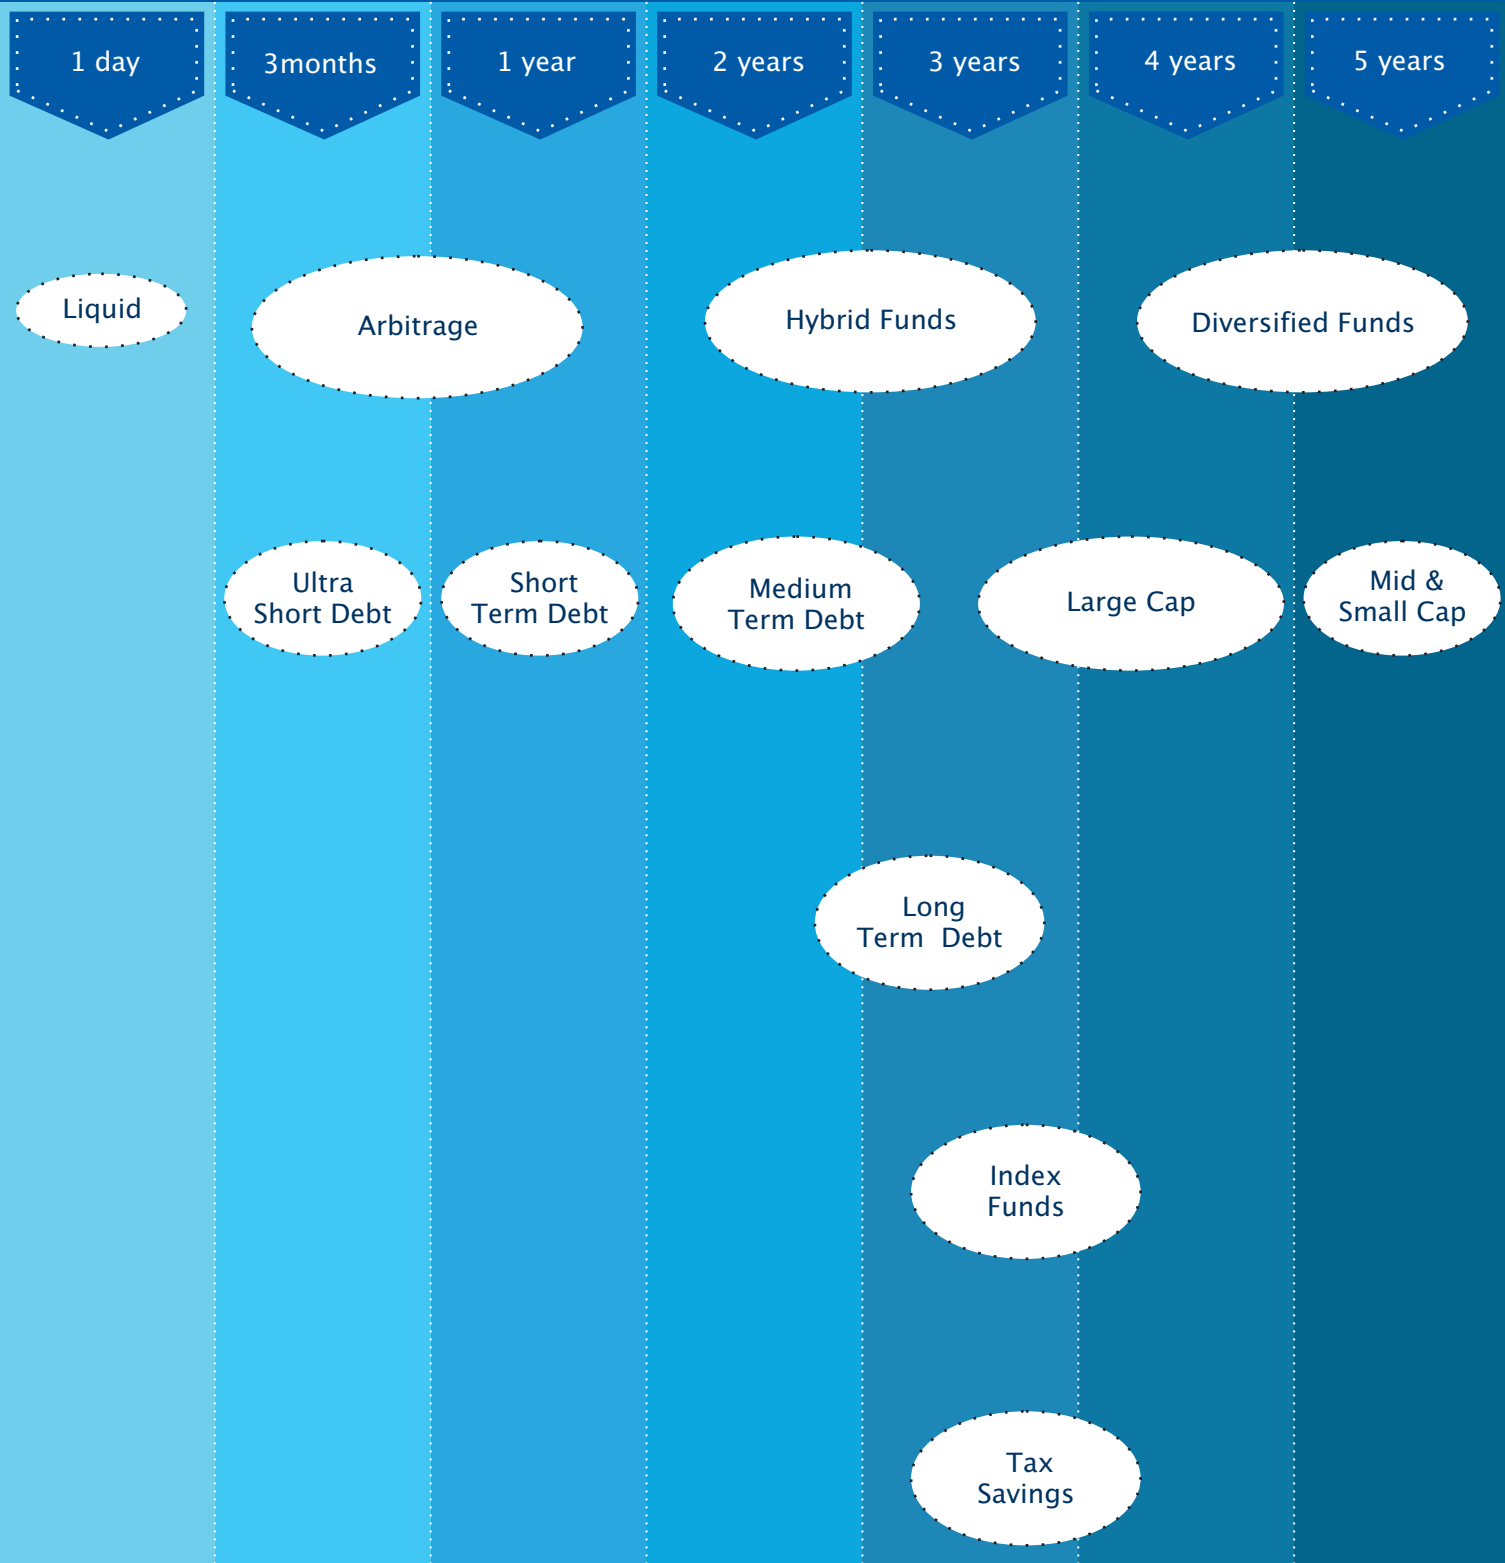 1 day
3months
1 year
2 years
3 years
4 years
5 years
Liquid
Arbitrage
Hybrid Funds
Diversified Funds
Ultra
Short Debt
Short
Term Debt
Medium
Term Debt
Large Cap
Mid &
Small Cap
Long
Term  Debt
Index
Funds
Tax
Savings